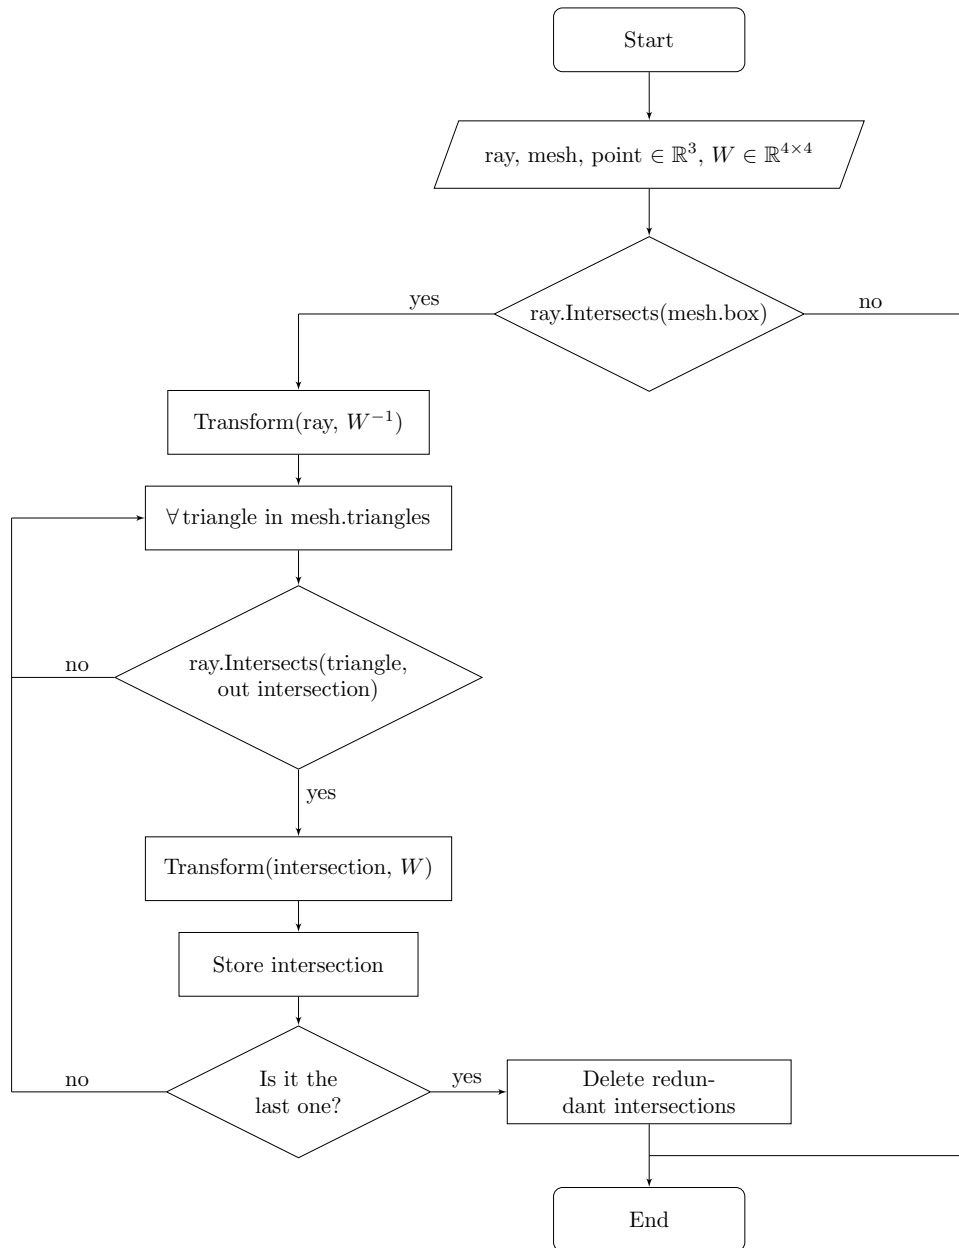 Start
ray, mesh, point ∈ ℝ³, W ∈ ℝ⁴ˣ⁴
ray.Intersects(mesh.box)
yes
no
Transform(ray, W⁻¹)
∀ triangle in mesh.triangles
ray.Intersects(triangle,
out intersection)
no
yes
Transform(intersection, W)
Store intersection
Is it the
last one?
no
yes
Delete redun-
dant intersections
End